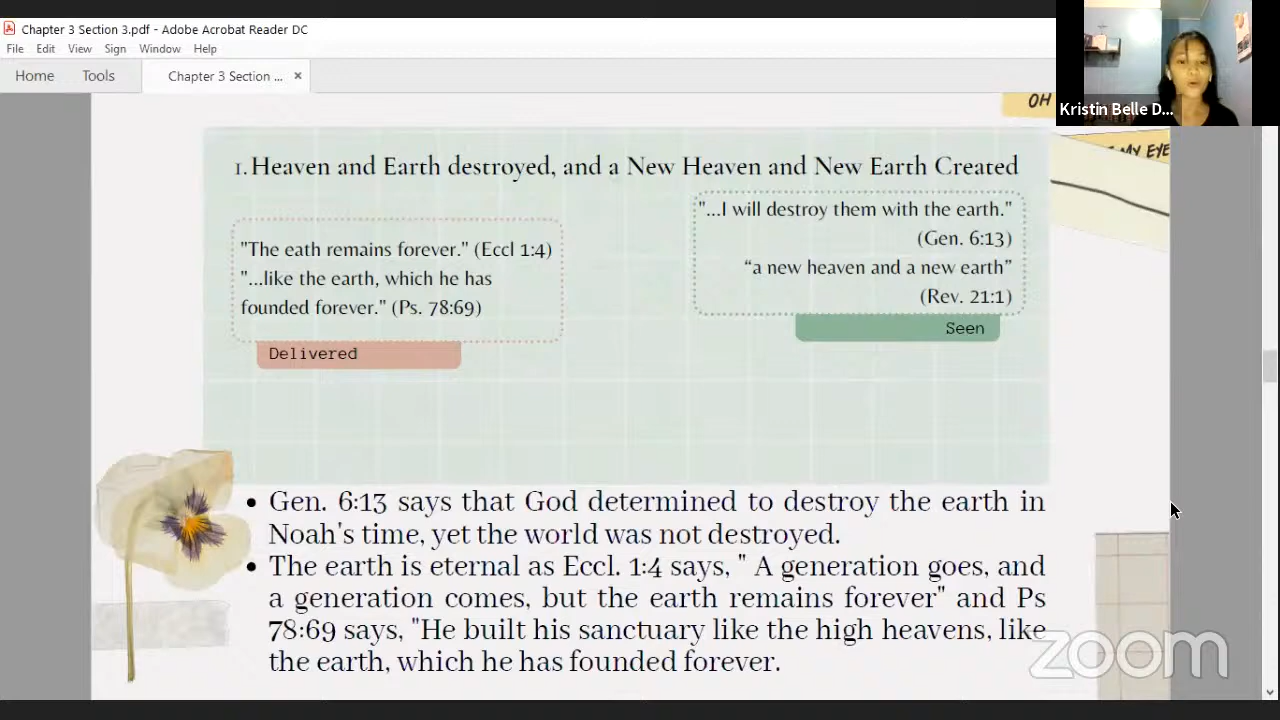 Chapter 3 Section 3.pdf - Adobe Acrobat Reader DC
File Edit View Sign Window Help
Home Tools Chapter 3 Section ... ×
OH
Kristin Belle D...
MY EYE
1. Heaven and Earth destroyed, and a New Heaven and New Earth Created
"The eath remains forever." (Eccl 1:4)
"...like the earth, which he has
founded forever." (Ps. 78:69)
Delivered
"...I will destroy them with the earth."
(Gen. 6:13)
“a new heaven and a new earth”
(Rev. 21:1)
Seen
• Gen. 6:13 says that God determined to destroy the earth in
Noah's time, yet the world was not destroyed.
• The earth is eternal as Eccl. 1:4 says, " A generation goes, and
a generation comes, but the earth remains forever" and Ps
78:69 says, "He built his sanctuary like the high heavens, like
the earth, which he has founded forever.
zoom